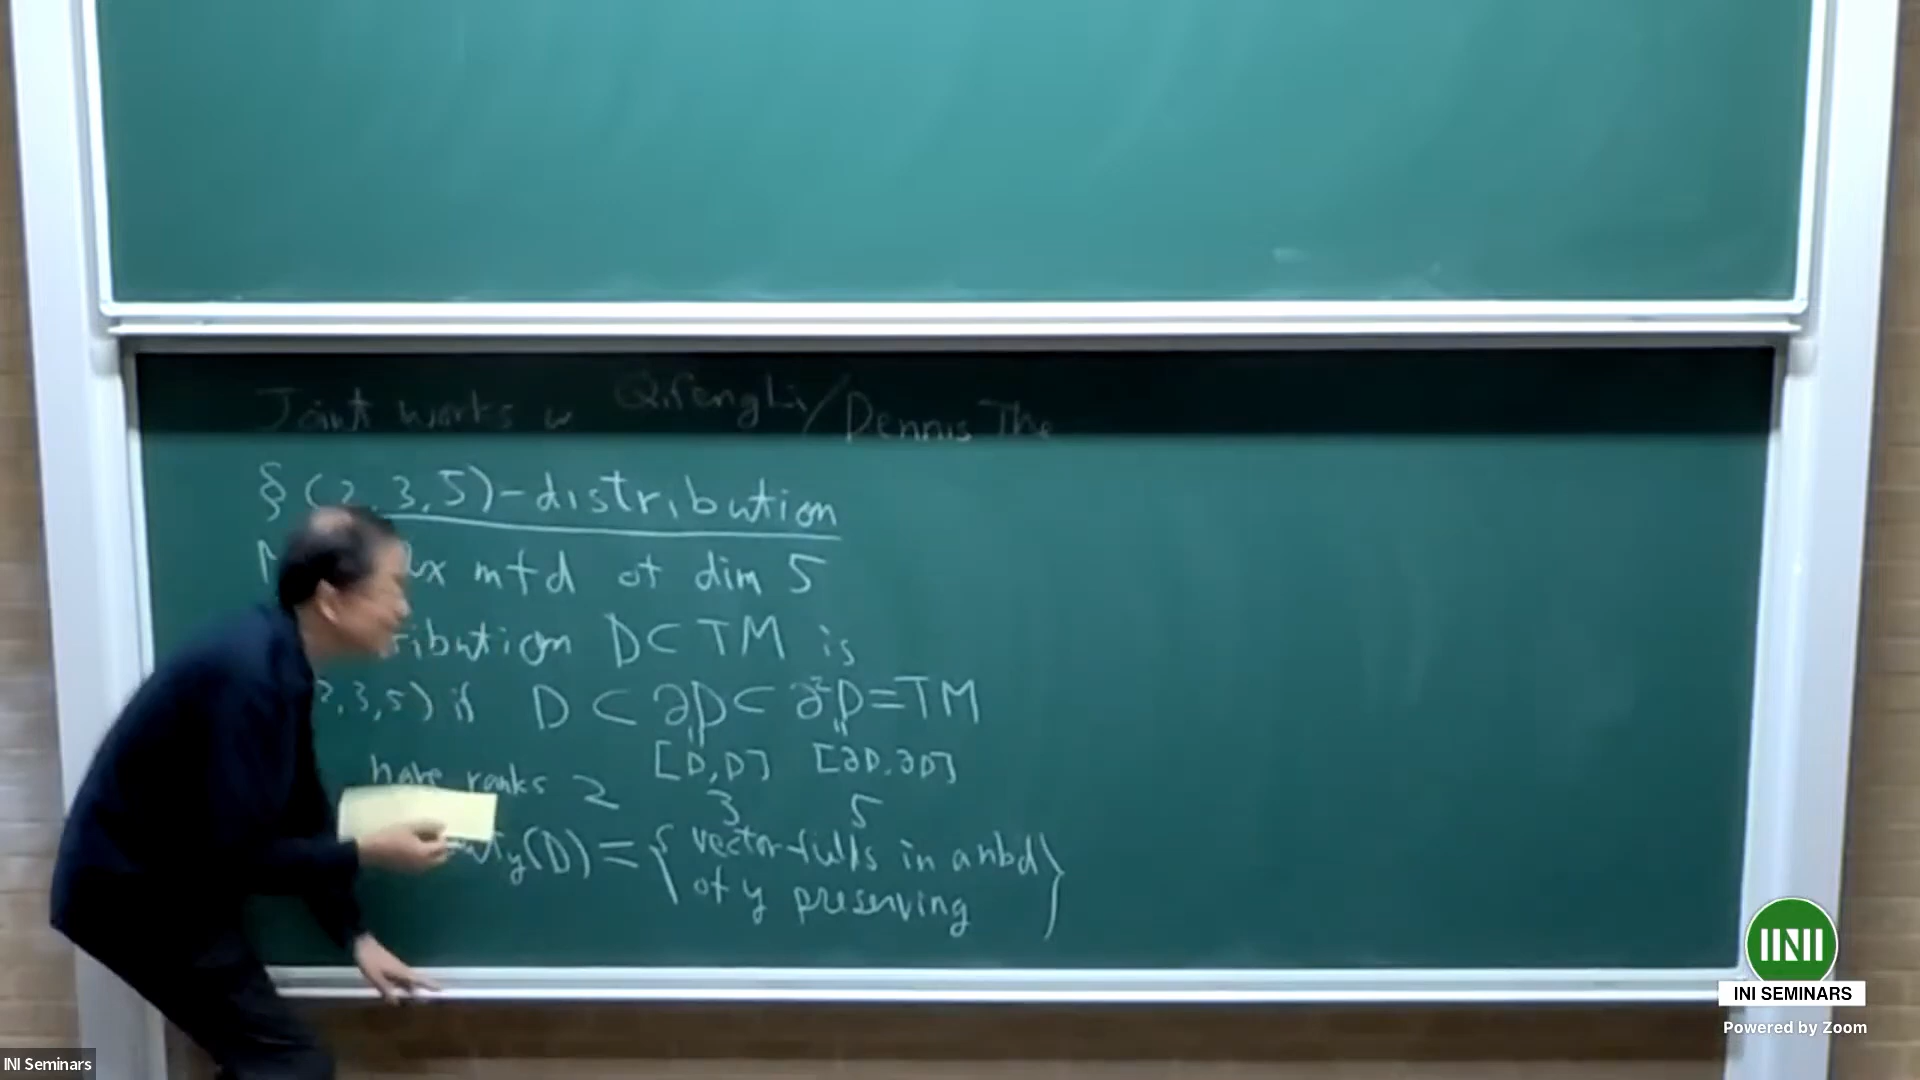 Joint works w Qifeng Li / Dennis The
§ (2,3,5)-distribution
mfd of dim 5
ribution D ⊂ TM is
2,3,5) if D ⊂ ∂D ⊂ ∂²D = TM
[D,D] [∂D,∂D]
have ranks 2 3 5
y(D) = { vector fields in a nbd
of y preserving }
INI
INI SEMINARS
Powered by Zoom
INI Seminars